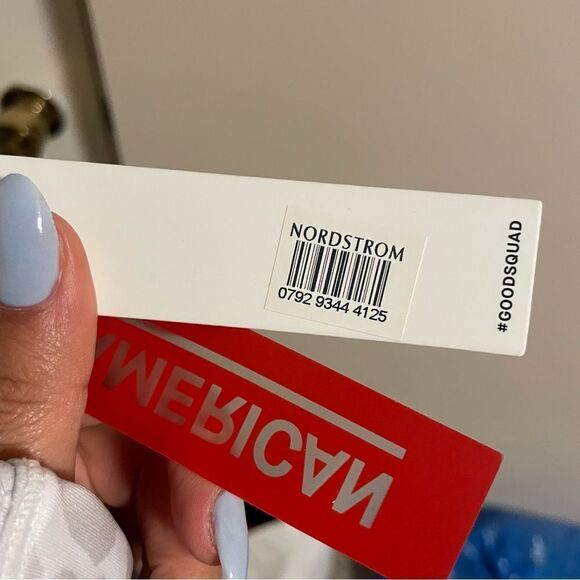 NORDSTROM
0792 9344 4125
#GOODSQUAD
AMERICAN